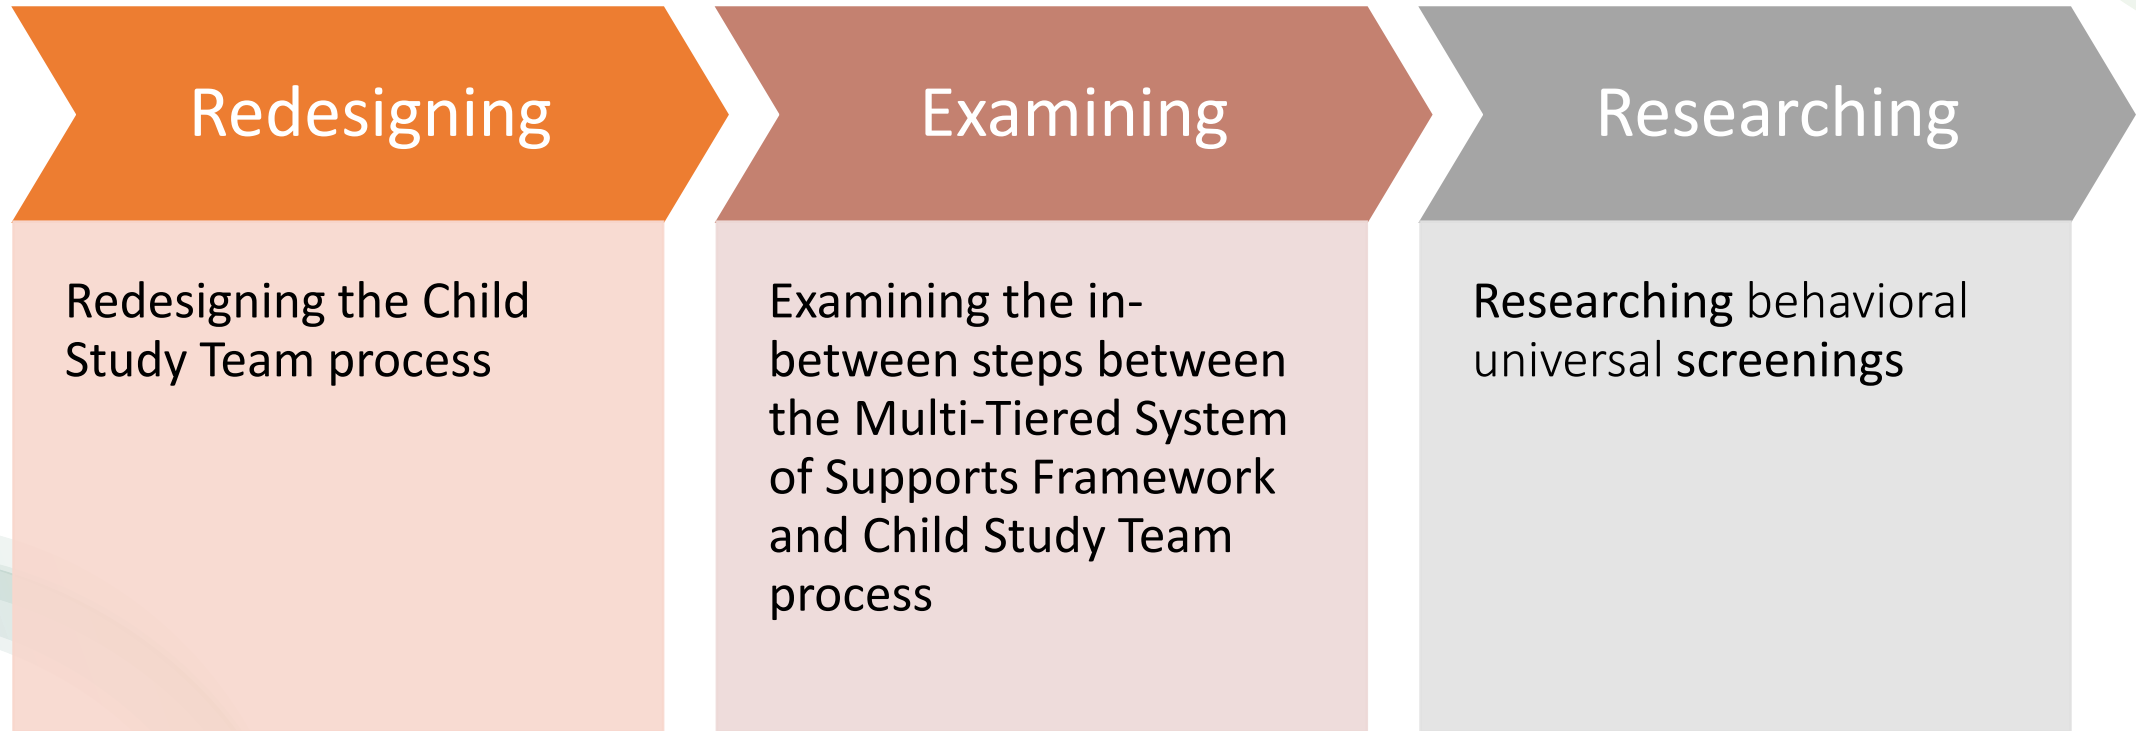 Redesigning
Redesigning the Child
Study Team process
Examining
Examining the in-
between steps between
the Multi-Tiered System
of Supports Framework
and Child Study Team
process
Researching
Researching behavioral
universal screenings